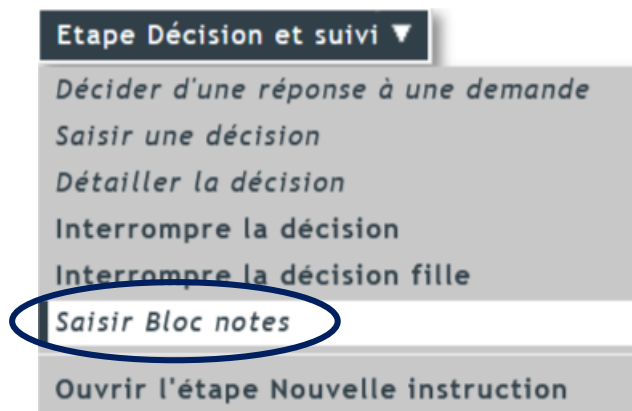 Etape Décision et suivi ▼
Décider d'une réponse à une demande
Saisir une décision
Détailler la décision
Interrompre la décision
Interrompre la décision fille
Saisir Bloc notes
Ouvrir l'étape Nouvelle instruction